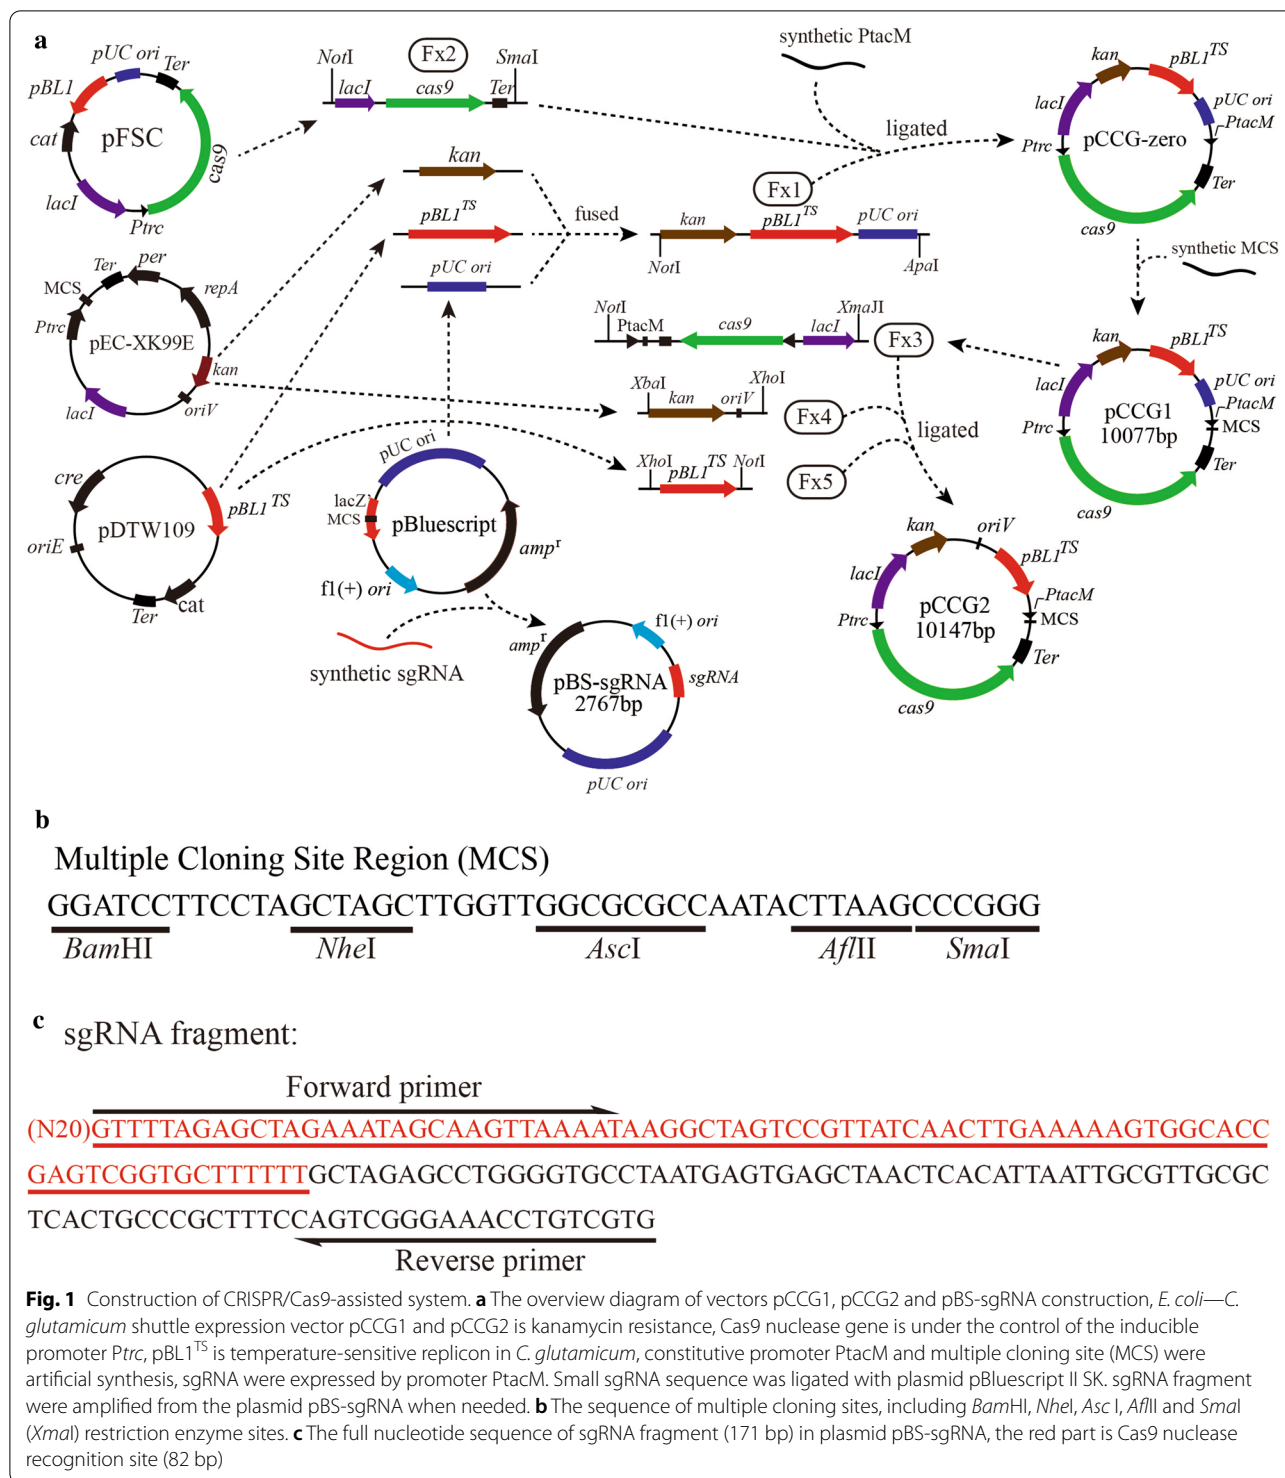 a
pUC ori
Ter
pBL1
cat
pFSC
cas9
lacI
Ptrc
NotI
Fx2
SmaI
lacI
cas9
Ter
synthetic PtacM
ligated
kan
pBL1TS
lacI
pUC ori
PtacM
Ptrc
pCCG-zero
Ter
cas9
kan
Fx1
pBL1TS
fused
kan
pBL1TS
pUC ori
NotI
ApaI
pUC ori
synthetic MCS
Ter
per
MCS
repA
Ptrc
pEC-XK99E
kan
lacI
oriV
NotI
XmaJI
PtacM
cas9
lacI
Fx3
kan
pBL1TS
lacI
pUC ori
PtacM
pCCG1
MCS
Ptrc
10077bp
Ter
cas9
XbaI
XhoI
kan
oriV
Fx4
ligated
XhoI
NotI
pBL1TS
Fx5
cre
pBL1TS
pDTW109
oriE
cat
Ter
pUC ori
lacZ'
MCS
pBluescript
ampr
f1(+) ori
synthetic sgRNA
f1(+) ori
ampr
pBS-sgRNA
sgRNA
2767bp
pUC ori
kan
oriV
pBL1TS
lacI
PtacM
pCCG2
MCS
Ptrc
10147bp
Ter
cas9
b
Multiple Cloning Site Region (MCS)
GGATCCTTCCTAGCTAGCTTGGTTGGCGCGCCAATACTTAAGCCCGGG
BamHI NheI AscI AflII SmaI
c sgRNA fragment:
Forward primer
(N20)GTTTTAGAGCTAGAAATAGCAAGTTAAAATAAGGCTAGTCCGTTATCAACTTGAAAAAGTGGCACC
GAGTCGGTGCTTTTTTGCTAGAGCCTGGGGTGCCTAATGAGTGAGCTAACTCACATTAATTGCGTTGCGC
TCACTGCCCGCTTTCCAGTCGGGAAACCTGTCGTG
Reverse primer
Fig. 1 Construction of CRISPR/Cas9-assisted system. a The overview diagram of vectors pCCG1, pCCG2 and pBS-sgRNA construction, E. coli—C.
glutamicum shuttle expression vector pCCG1 and pCCG2 is kanamycin resistance, Cas9 nuclease gene is under the control of the inducible
promoter Ptrc, pBL1TS is temperature-sensitive replicon in C. glutamicum, constitutive promoter PtacM and multiple cloning site (MCS) were
artificial synthesis, sgRNA were expressed by promoter PtacM. Small sgRNA sequence was ligated with plasmid pBluescript II SK. sgRNA fragment
were amplified from the plasmid pBS-sgRNA when needed. b The sequence of multiple cloning sites, including BamHI, NheI, Asc I, AflII and SmaI
(XmaI) restriction enzyme sites. c The full nucleotide sequence of sgRNA fragment (171 bp) in plasmid pBS-sgRNA, the red part is Cas9 nuclease
recognition site (82 bp)